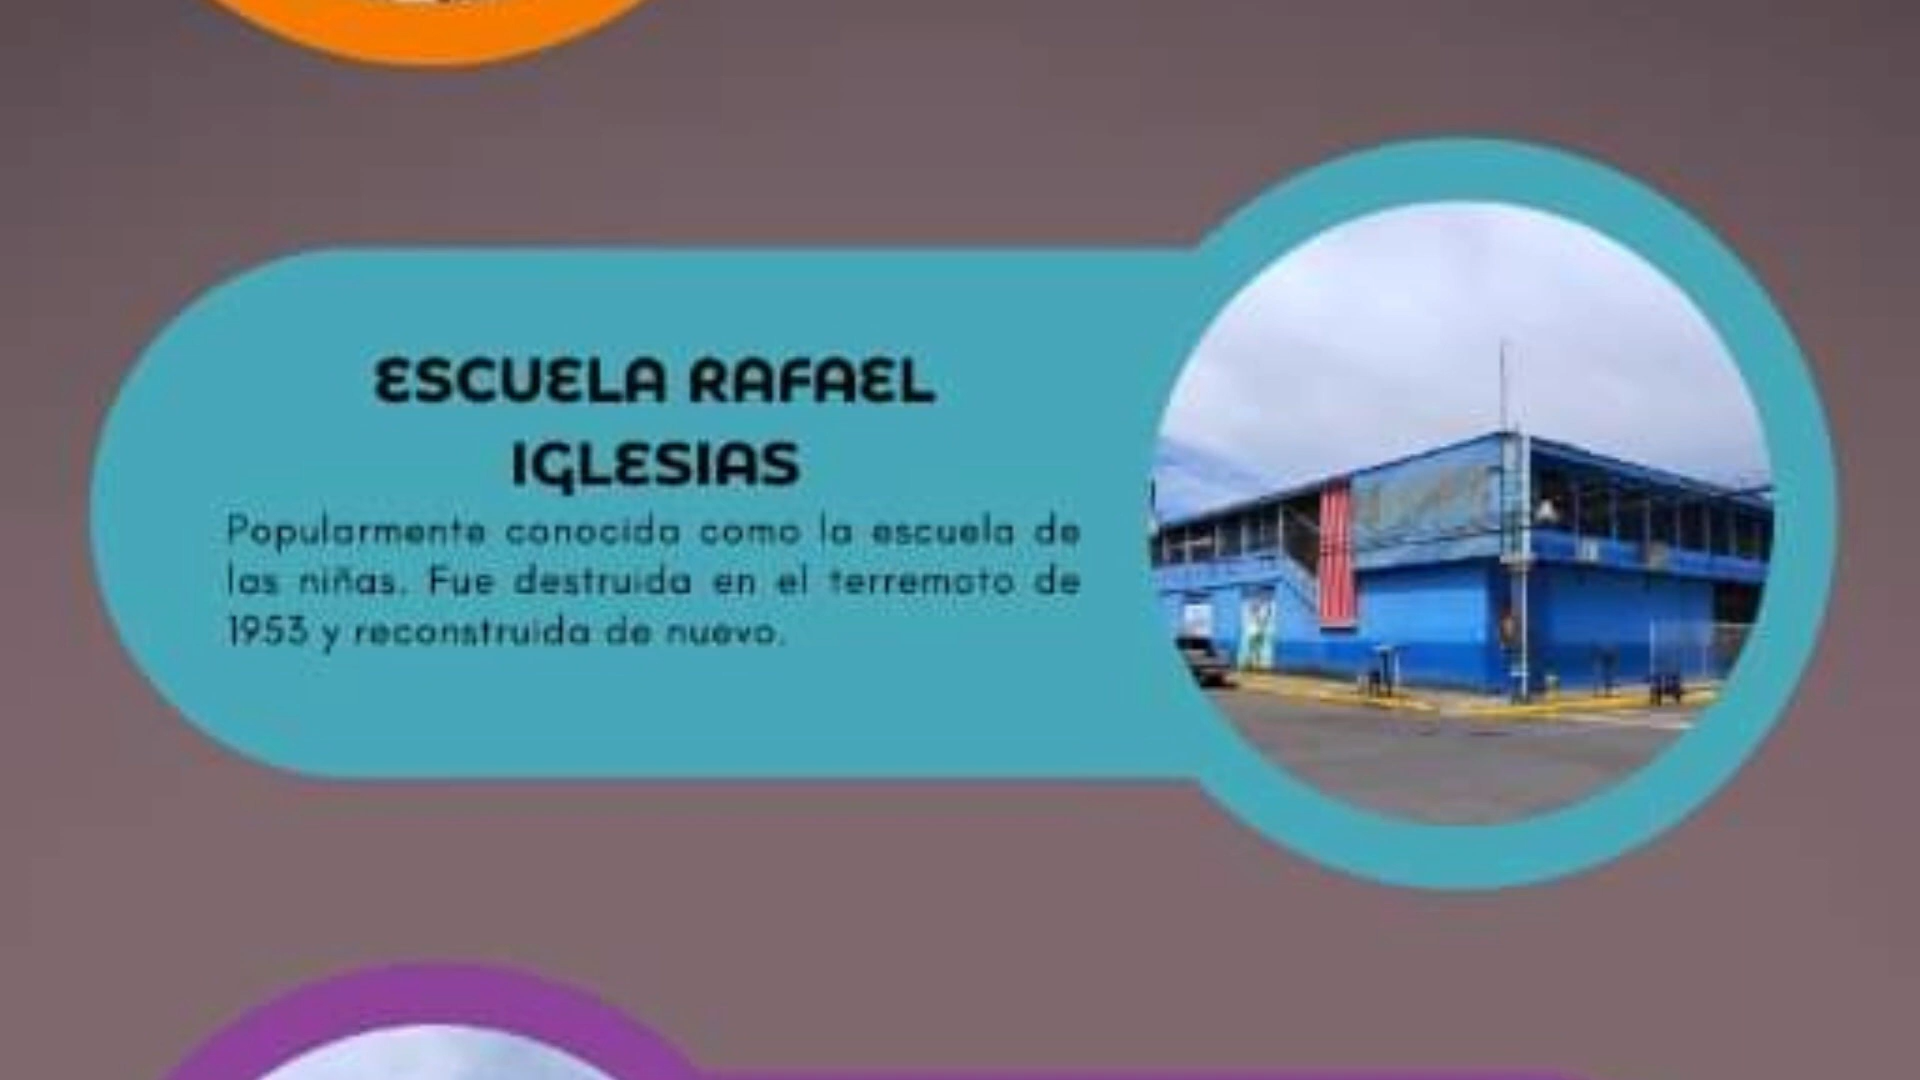 ESCUELA RAFAEL
IGLESIAS
Popularmente conocida como la escuela de
las niñas. Fue destruida en el terremoto de
1953 y reconstruida de nuevo.